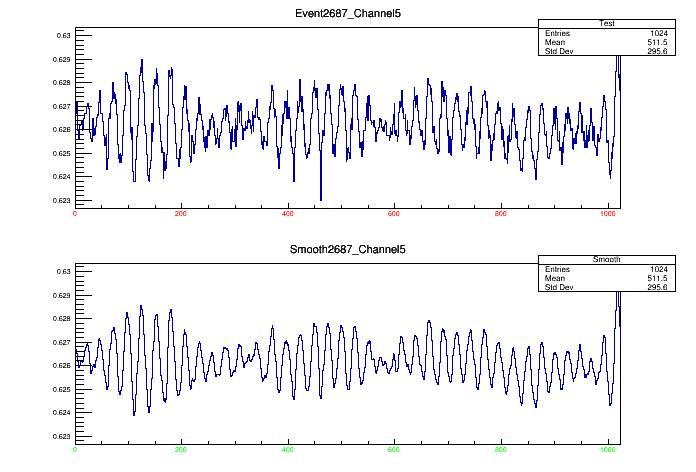 Event2687_Channel5
Test
Entries 1024
Mean 511.5
Std Dev 295.6
0.63
0.629
0.628
0.627
0.626
0.625
0.624
0.623
0 200 400 600 800 1000
Smooth2687_Channel5
Smooth
Entries 1024
Mean 511.5
Std Dev 295.6
0.63
0.629
0.628
0.627
0.626
0.625
0.624
0.623
0 200 400 600 800 1000